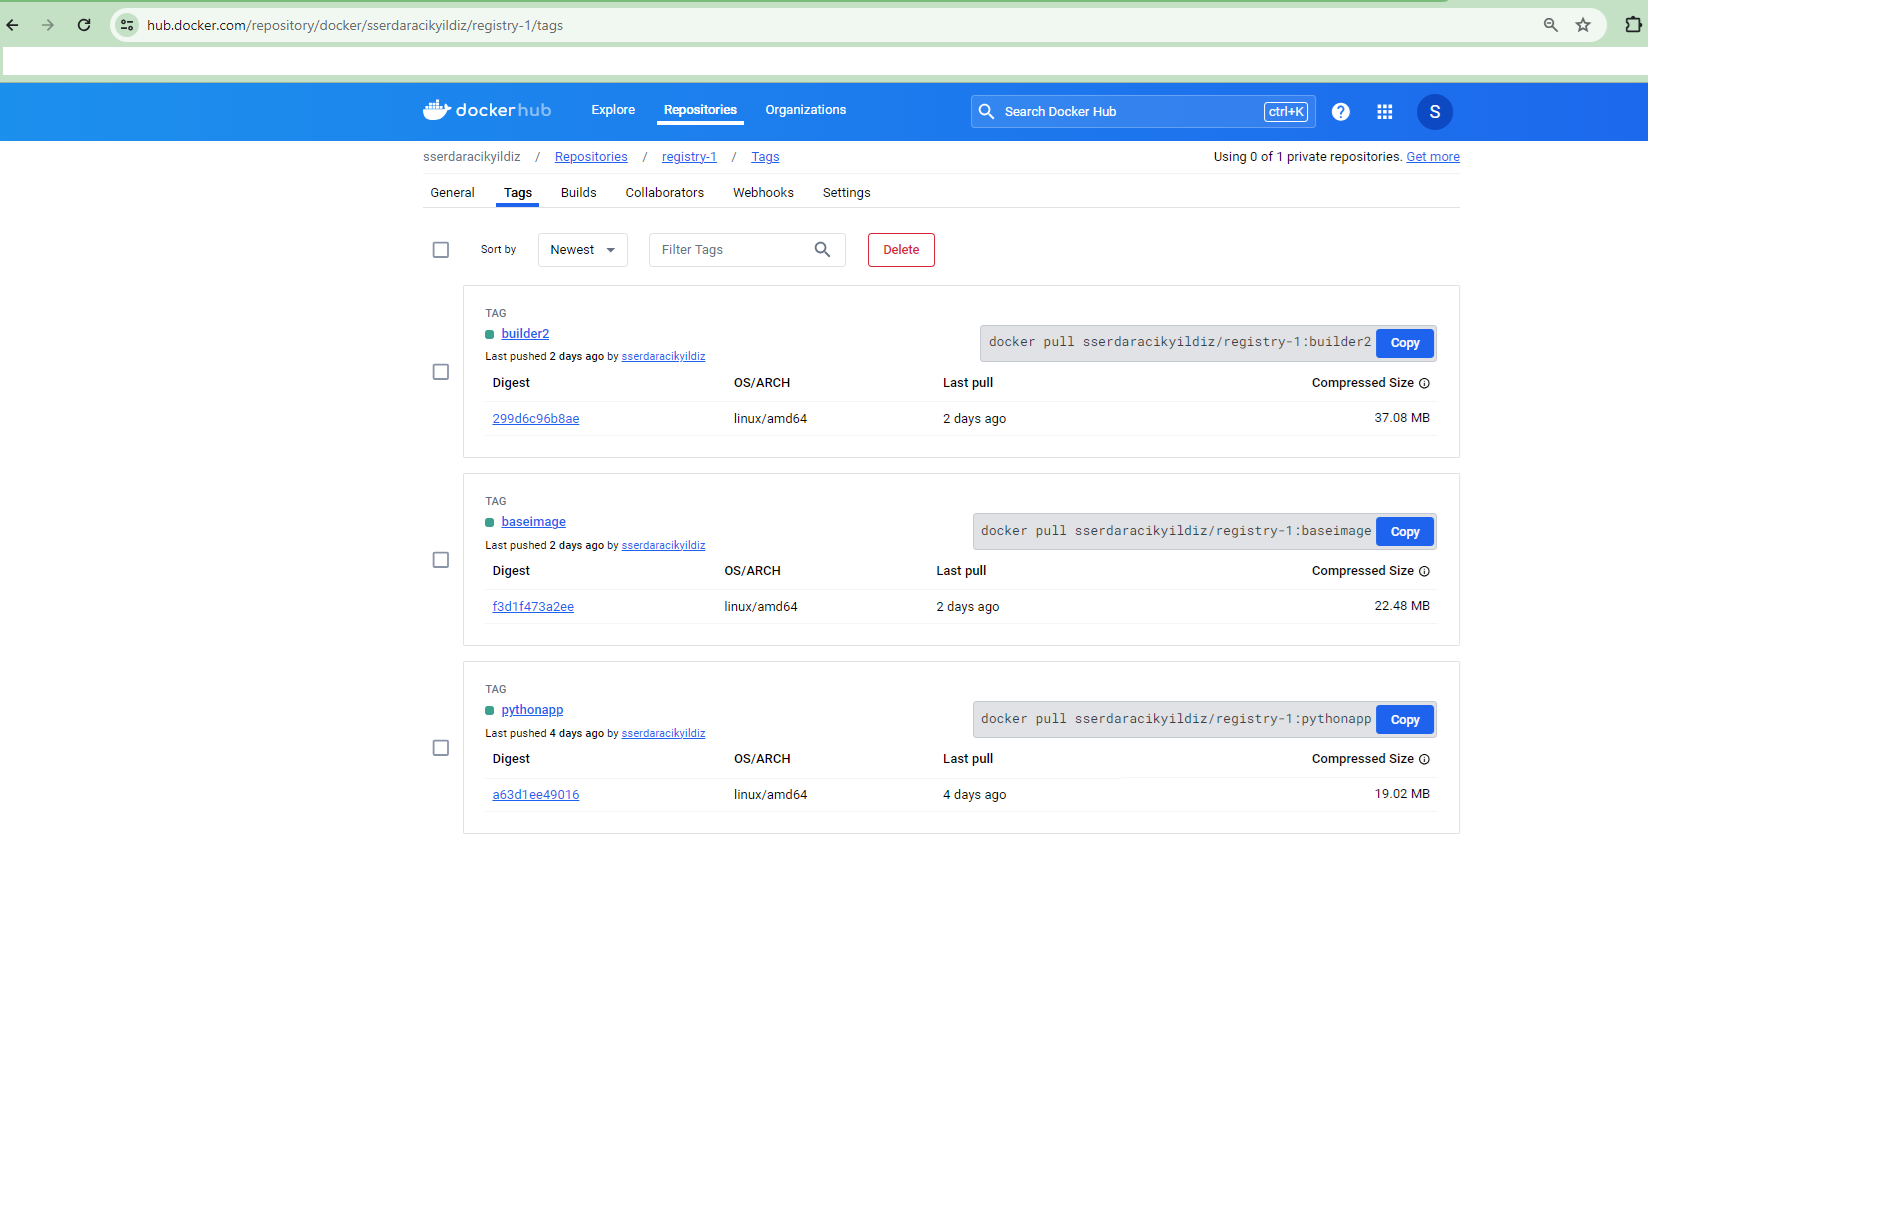 hub.docker.com/repository/docker/sserdaracikyildiz/registry-1/tags
dockerhub Explore Repositories Organizations Search Docker Hub ctrl+K ? S
sserdaracikyildiz / Repositories / registry-1 / Tags Using 0 of 1 private repositories. Get more
General Tags Builds Collaborators Webhooks Settings
Sort by Newest Filter Tags Delete
TAG
builder2
docker pull sserdaracikyildiz/registry-1:builder2 Copy
Last pushed 2 days ago by sserdaracikyildiz
Digest OS/ARCH Last pull Compressed Size
299d6c96b8ae linux/amd64 2 days ago 37.08 MB
TAG
baseimage
docker pull sserdaracikyildiz/registry-1:baseimage Copy
Last pushed 2 days ago by sserdaracikyildiz
Digest OS/ARCH Last pull Compressed Size
f3d1f473a2ee linux/amd64 2 days ago 22.48 MB
TAG
pythonapp
docker pull sserdaracikyildiz/registry-1:pythonapp Copy
Last pushed 4 days ago by sserdaracikyildiz
Digest OS/ARCH Last pull Compressed Size
a63d1ee49016 linux/amd64 4 days ago 19.02 MB